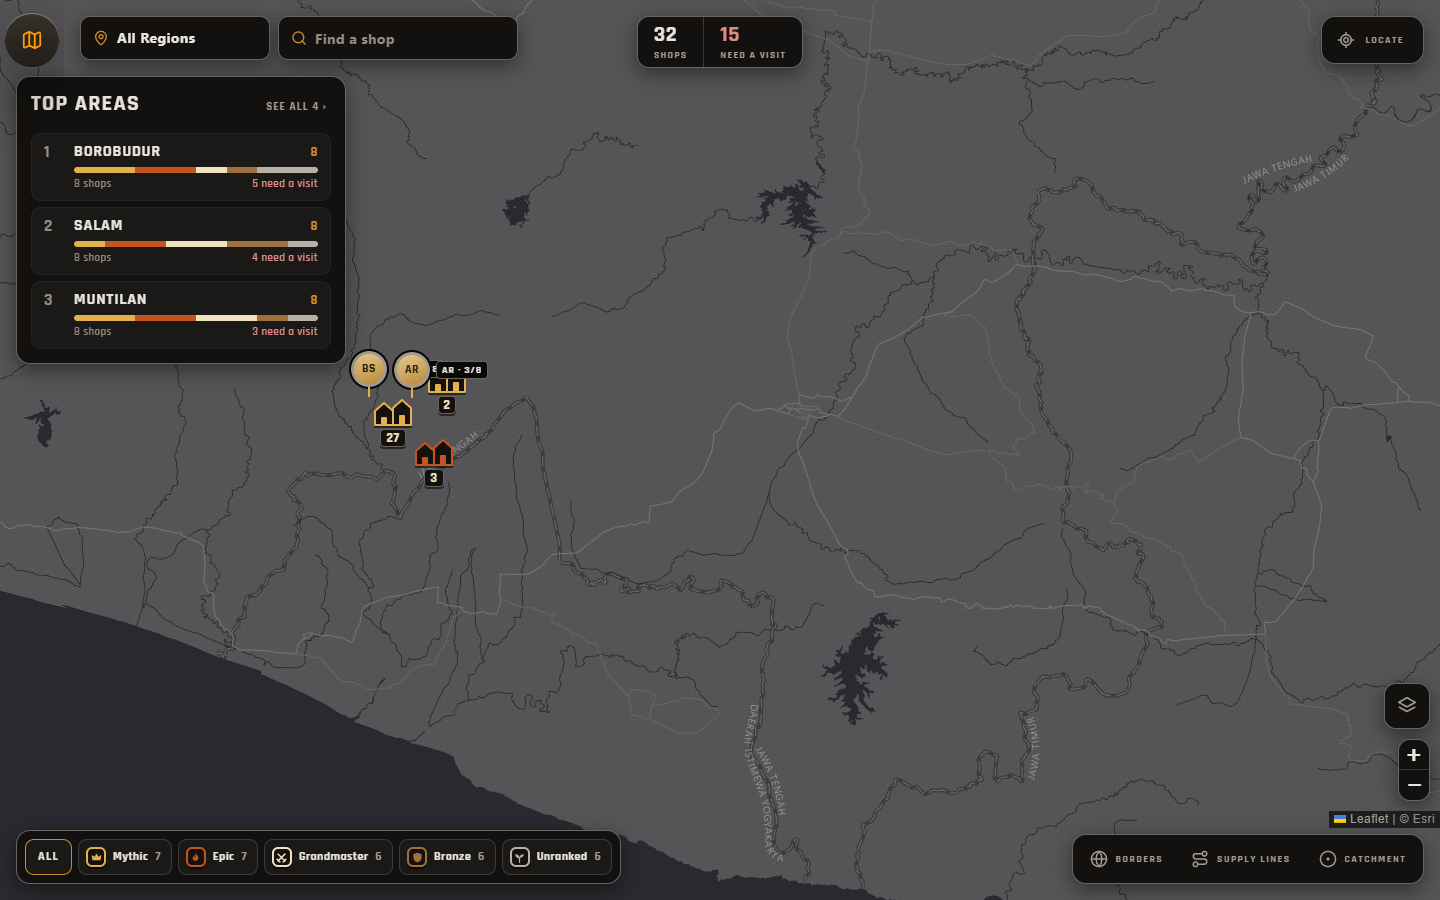 All Regions
Find a shop
32
SHOPS
15
NEED A VISIT
LOCATE
TOP AREAS
SEE ALL 4 ›
1
BOROBUDUR
8
8 shops
5 need a visit
2
SALAM
8
8 shops
4 need a visit
3
MUNTILAN
8
8 shops
3 need a visit
JAWA TENGAH
JAWA TIMUR
BS
AR
AR · 3/8
2
27
3
DAERAH ISTIMEWA YOGYAKARTA
JAWA TENGAH
JAWA TIMUR
ALL
Mythic 7
Epic 7
Grandmaster 6
Bronze 6
Unranked 6
+
−
Leaflet | © Esri
BORDERS
SUPPLY LINES
CATCHMENT